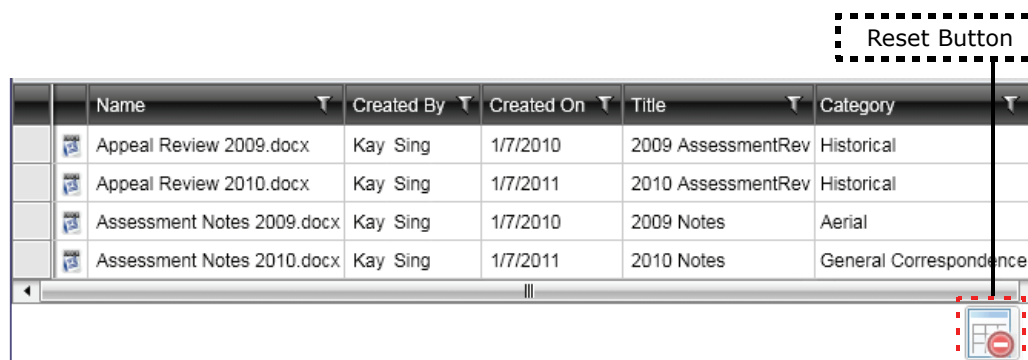 Reset Button
Name Created By Created On Title Category
Appeal Review 2009.docx Kay Sing 1/7/2010 2009 AssessmentRev Historical
Appeal Review 2010.docx Kay Sing 1/7/2011 2010 AssessmentRev Historical
Assessment Notes 2009.docx Kay Sing 1/7/2010 2009 Notes Aerial
Assessment Notes 2010.docx Kay Sing 1/7/2011 2010 Notes General Correspondence